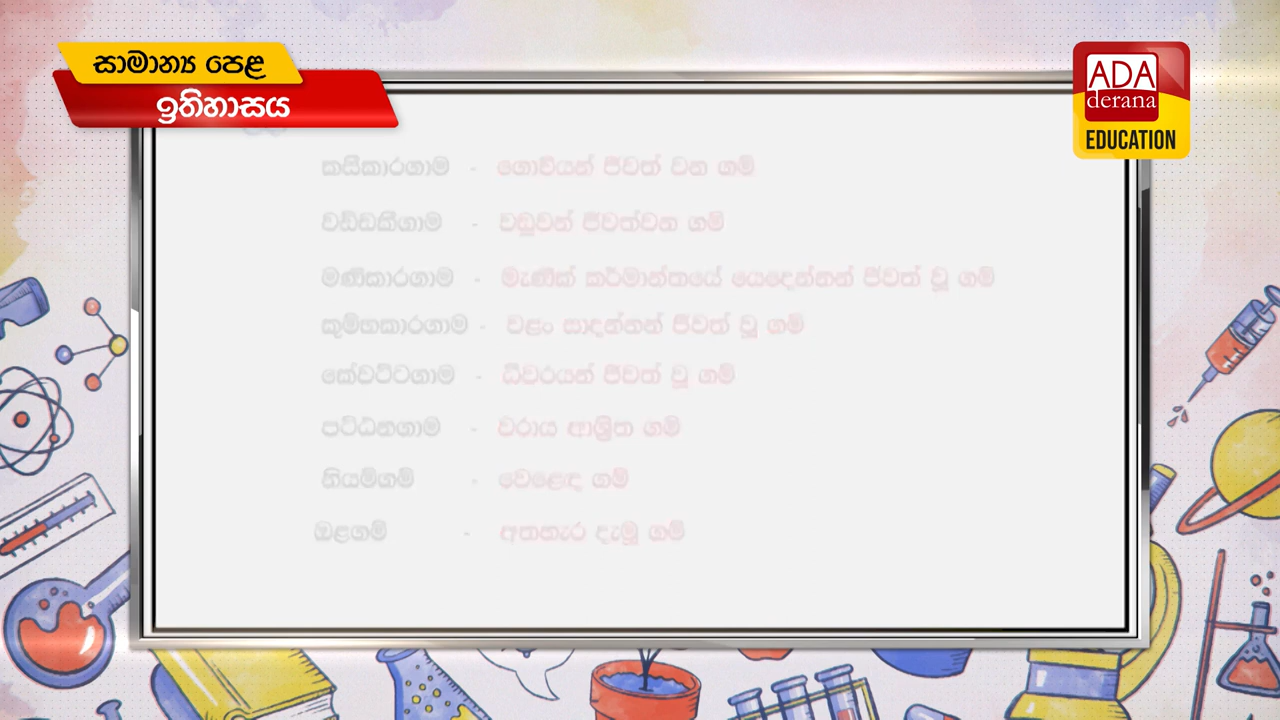 සාමාන්‍ය පෙළ
ඉතිහාසය
ADA
derana
EDUCATION
කසිකාරගාම - ගොවියන් ජීවත් වන ගම්
වඩ්ඪකීගාම - වඩුවන් ජීවත්වන ගම්
මණිකාරගාම - මැණික් කර්මාන්තයේ යෙදෙන්නන් ජීවත් වූ ගම්
කුම්භකාරගාම - වළං සාදන්නන් ජීවත් වූ ගම්
කේවට්ටගාම - ධීවරයන් ජීවත් වූ ගම්
පට්ඨනගාම - වරාය ආශ්‍රිත ගම්
නියම්ගම් - වෙළෙඳ ගම්
ඔළගම් - අතහැර දැමූ ගම්